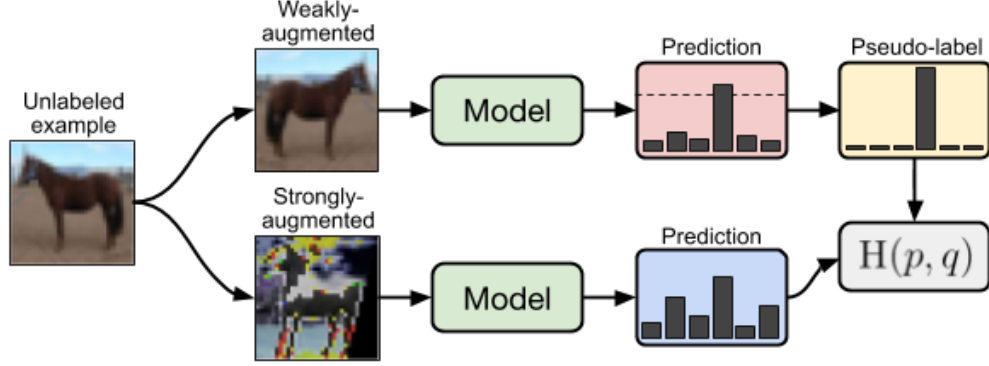 Weakly-
augmented
Prediction
Pseudo-label
Unlabeled
example
Model
Strongly-
augmented
Prediction
Model
H(p, q)